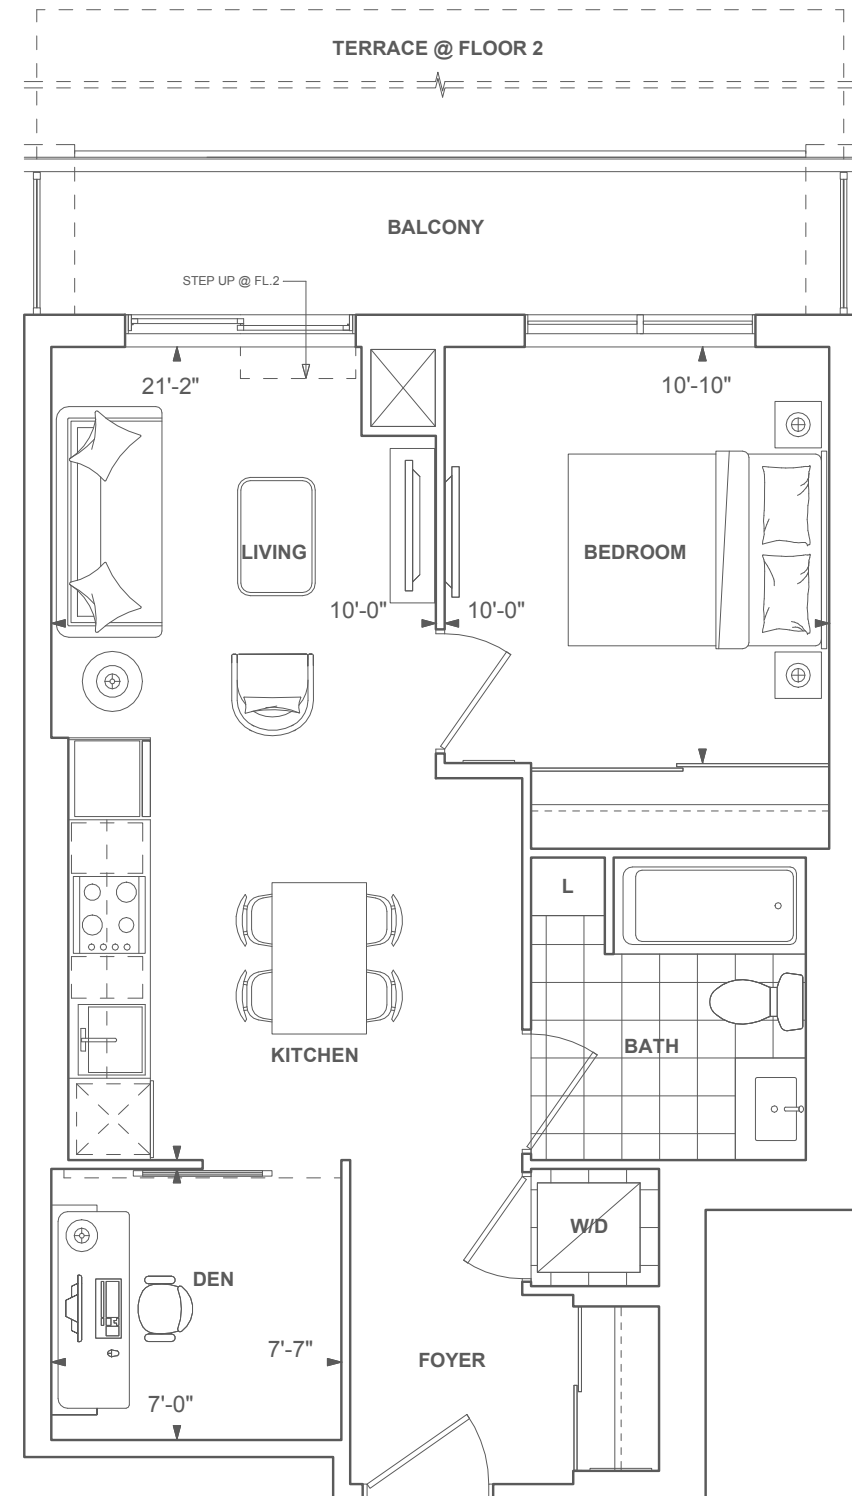 TERRACE @ FLOOR 2
BALCONY
STEP UP @ FL.2
21'-2"
10'-10"
LIVING
BEDROOM
10'-0"
10'-0"
L
BATH
KITCHEN
W/D
DEN
7'-7"
FOYER
7'-0"